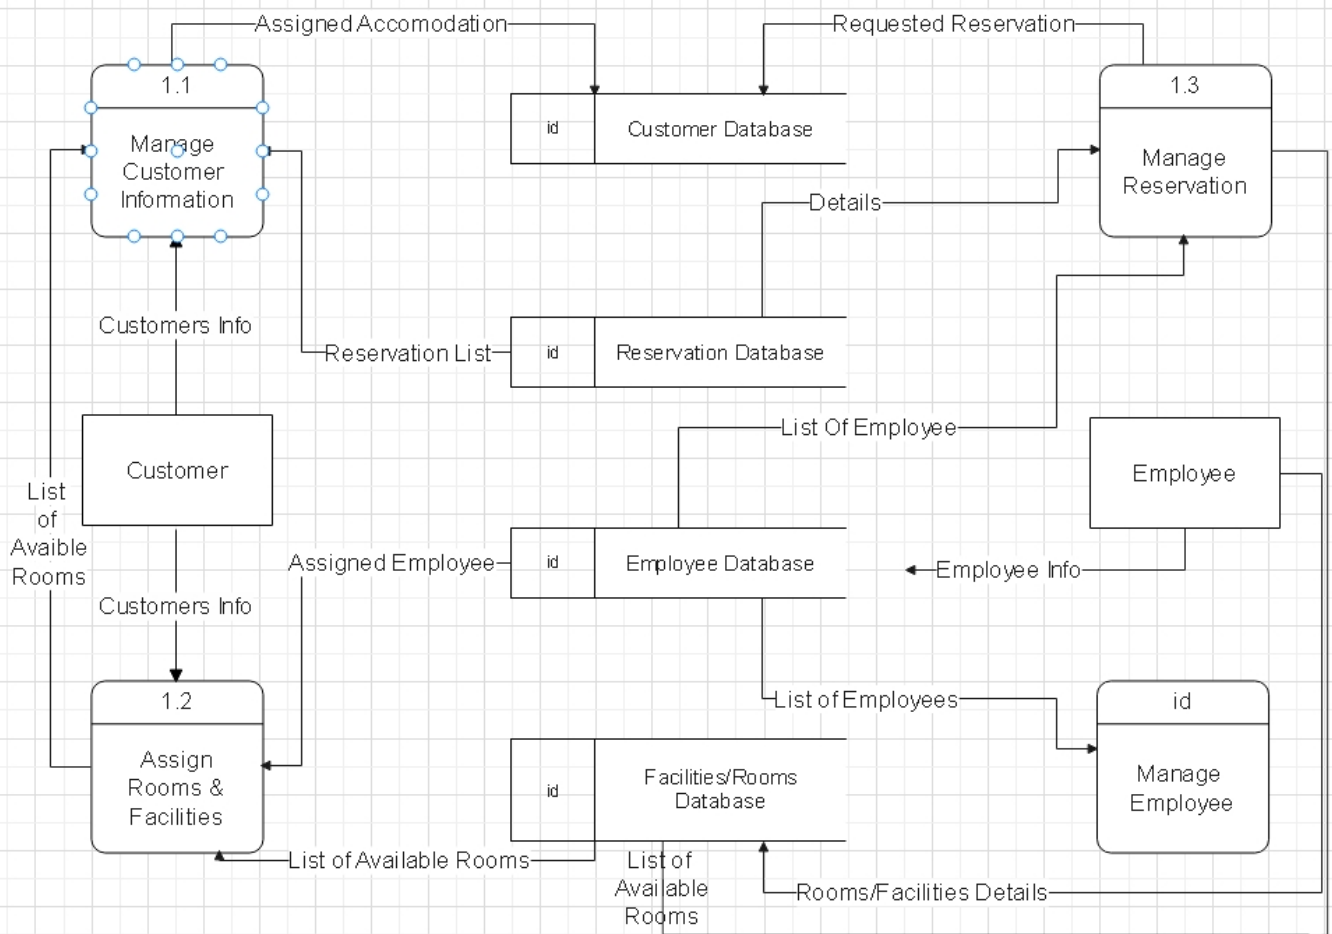 Assigned Accomodation
Requested Reservation
1.1
Manage
Customer
Information
id
Customer Database
1.3
Manage
Reservation
Details
Customers Info
Reservation List
id
Reservation Database
List Of Employee
Customer
Employee
List
of
Avaible
Rooms
Assigned Employee
id
Employee Database
Employee Info
Customers Info
1.2
Assign
Rooms &
Facilities
List of Employees
id
Manage
Employee
id
Facilities/Rooms
Database
List of Available Rooms
List of
Available
Rooms
Rooms/Facilities Details